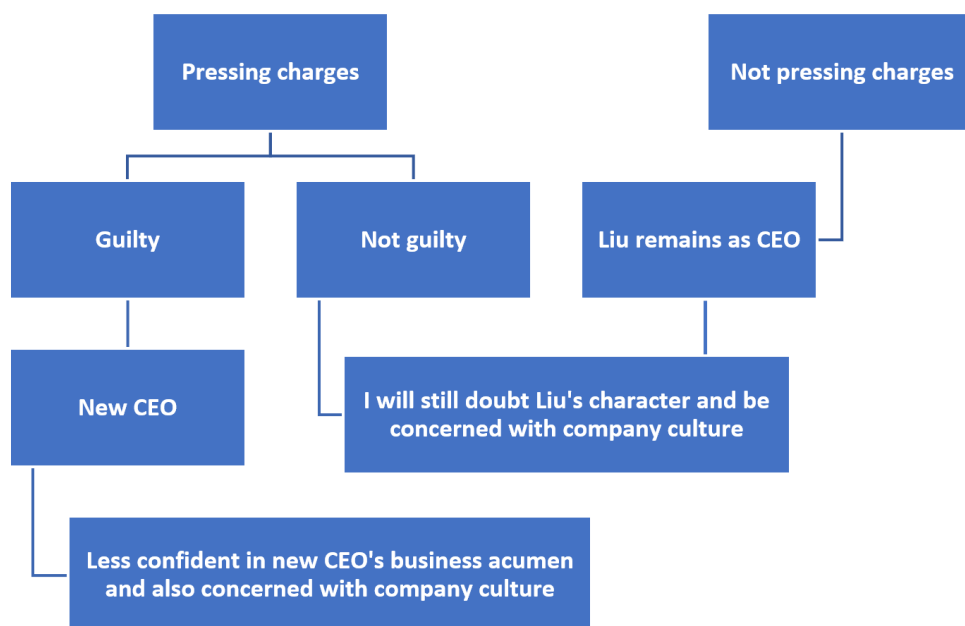 Pressing charges
Not pressing charges
Guilty
Not guilty
Liu remains as CEO
New CEO
I will still doubt Liu's character and be
concerned with company culture
Less confident in new CEO's business acumen
and also concerned with company culture